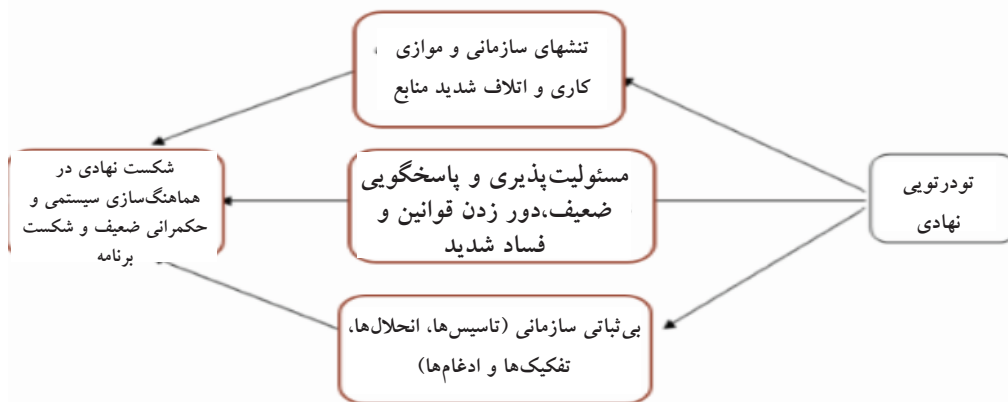 تودرتویی
نهادی
تنشهای سازمانی و موازی
کاری و اتلاف شدید منابع
مسئولیت‌پذیری و پاسخگویی
ضعیف،دور زدن قوانین و
فساد شدید
بی‌ثباتی سازمانی (تاسیس‌ها، انحلال‌ها،
تفکیک‌ها و ادغام‌ها)
شکست نهادی در
هماهنگ‌سازی سیستمی و
حکمرانی ضعیف و شکست
برنامه